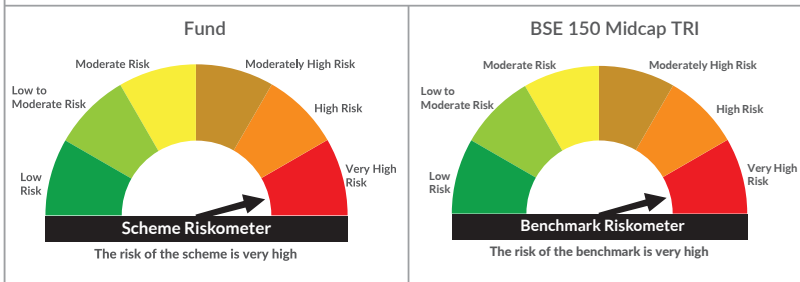 Fund
Moderate Risk
Moderately High Risk
Low to
Moderate Risk
High Risk
Low
Risk
Very High
Risk
Scheme Riskometer
The risk of the scheme is very high
BSE 150 Midcap TRI
Moderate Risk
Moderately High Risk
Low to
Moderate Risk
High Risk
Low
Risk
Very High
Risk
Benchmark Riskometer
The risk of the benchmark is very high